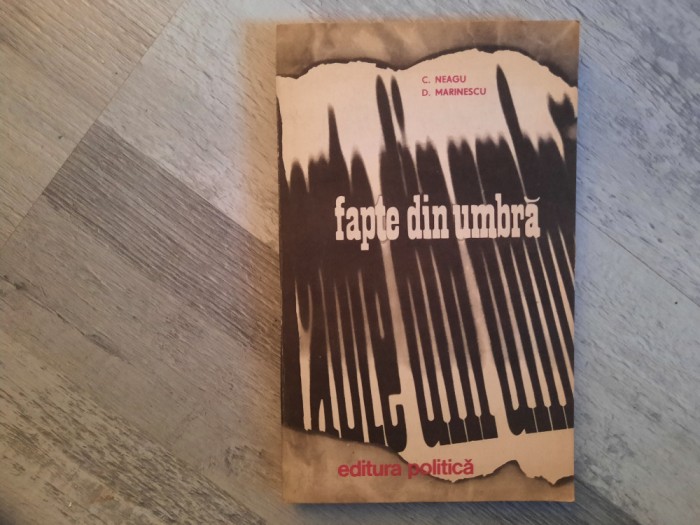 C. NEAGU
D. MARINESCU
fapte din umbră
editura politică